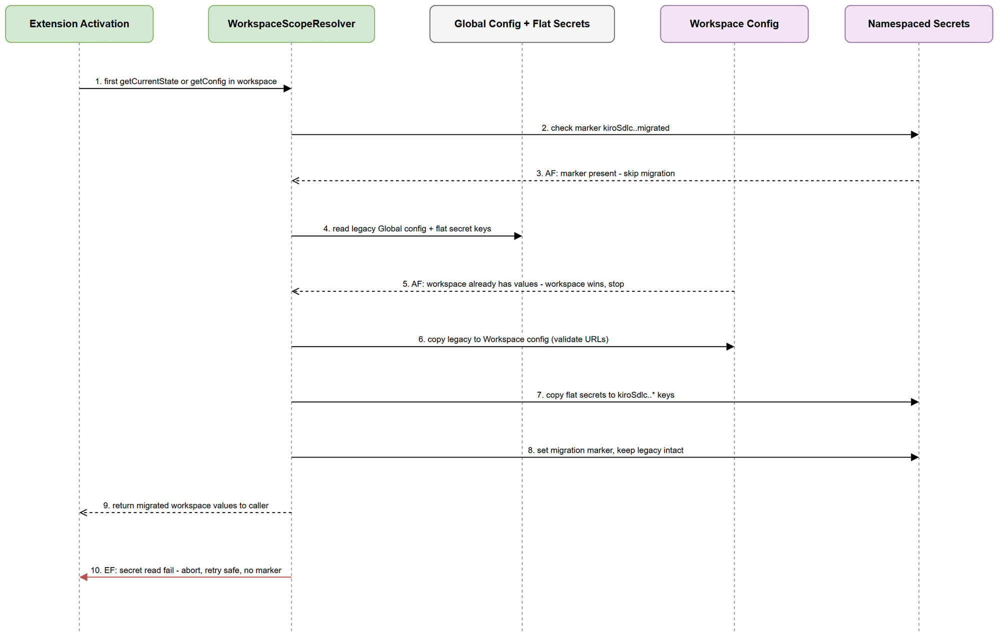 Extension Activation
WorkspaceScopeResolver
Global Config + Flat Secrets
Workspace Config
Namespaced Secrets
1. first getCurrentState or getConfig in workspace
2. check marker kiroSdlc..migrated
3. AF: marker present - skip migration
4. read legacy Global config + flat secret keys
5. AF: workspace already has values - workspace wins, stop
6. copy legacy to Workspace config (validate URLs)
7. copy flat secrets to kiroSdlc..* keys
8. set migration marker, keep legacy intact
9. return migrated workspace values to caller
10. EF: secret read fail - abort, retry safe, no marker